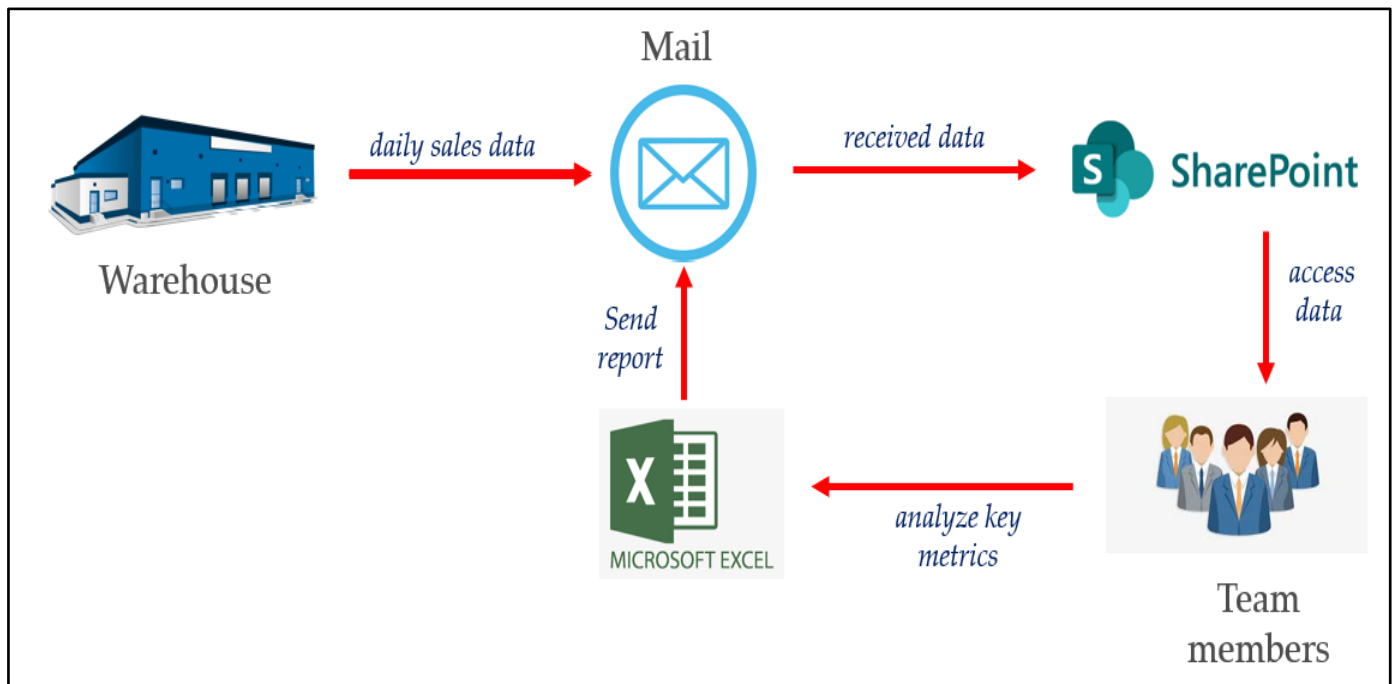 Mail
daily sales data
received data
S
SharePoint
Warehouse
Send
report
access
data
X
MICROSOFT EXCEL
analyze key
metrics
Team
members